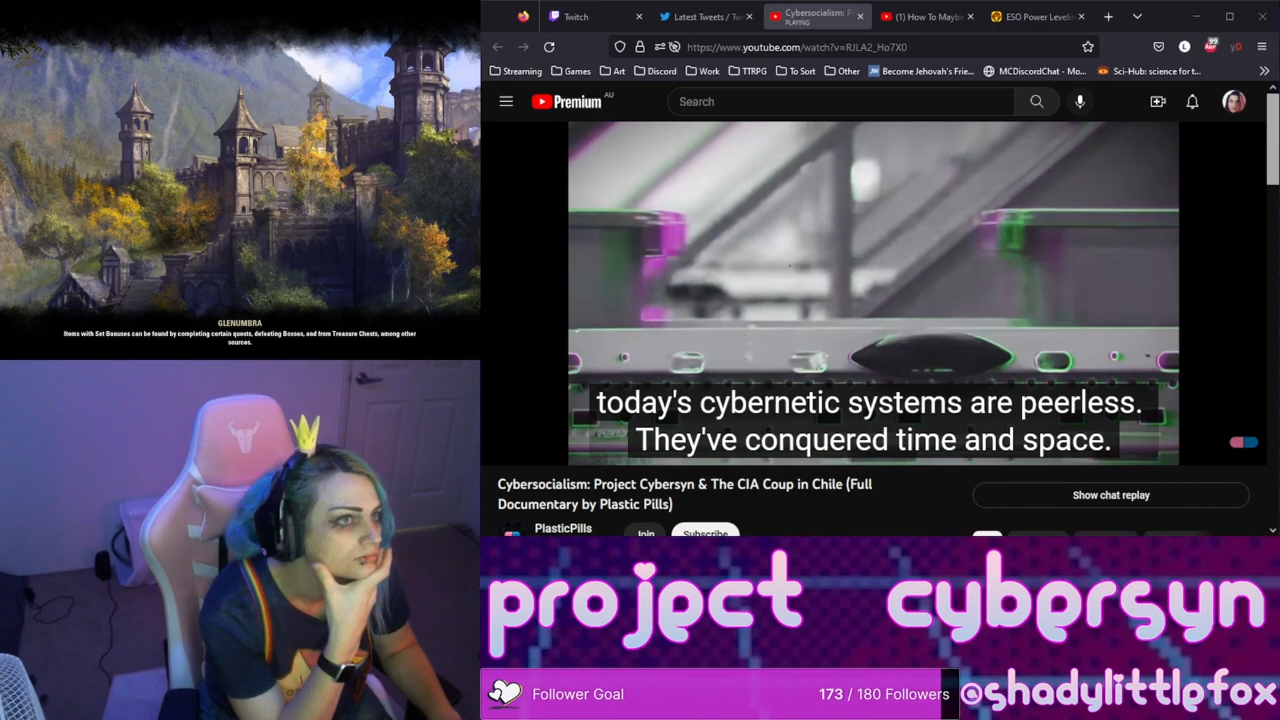 Twitch
Latest Tweets / Tw
Cybersocialism: P
PLAYING
(1) How To Maybe
ESO Power Levelin
https://www.youtube.com/watch?v=RJLA2_Ho7X0
99
yD
Streaming
Games
Art
Discord
Work
TTRPG
To Sort
Other
Become Jehovah's Frie...
MCDiscordChat - Mo...
Sci-Hub: science for t...
Premium
AU
Search
today's cybernetic systems are peerless.
They've conquered time and space.
Cybersocialism: Project Cybersyn & The CIA Coup in Chile (Full
Documentary by Plastic Pills)
Show chat replay
PlasticPills
Join
Subscribe
GLENUMBRA
Items with Set Bonuses can be found by completing certain quests, defeating Bosses, and from Treasure Chests, among other
sources.
project cybersyn
Follower Goal
173 / 180 Followers
@shadylittlefox